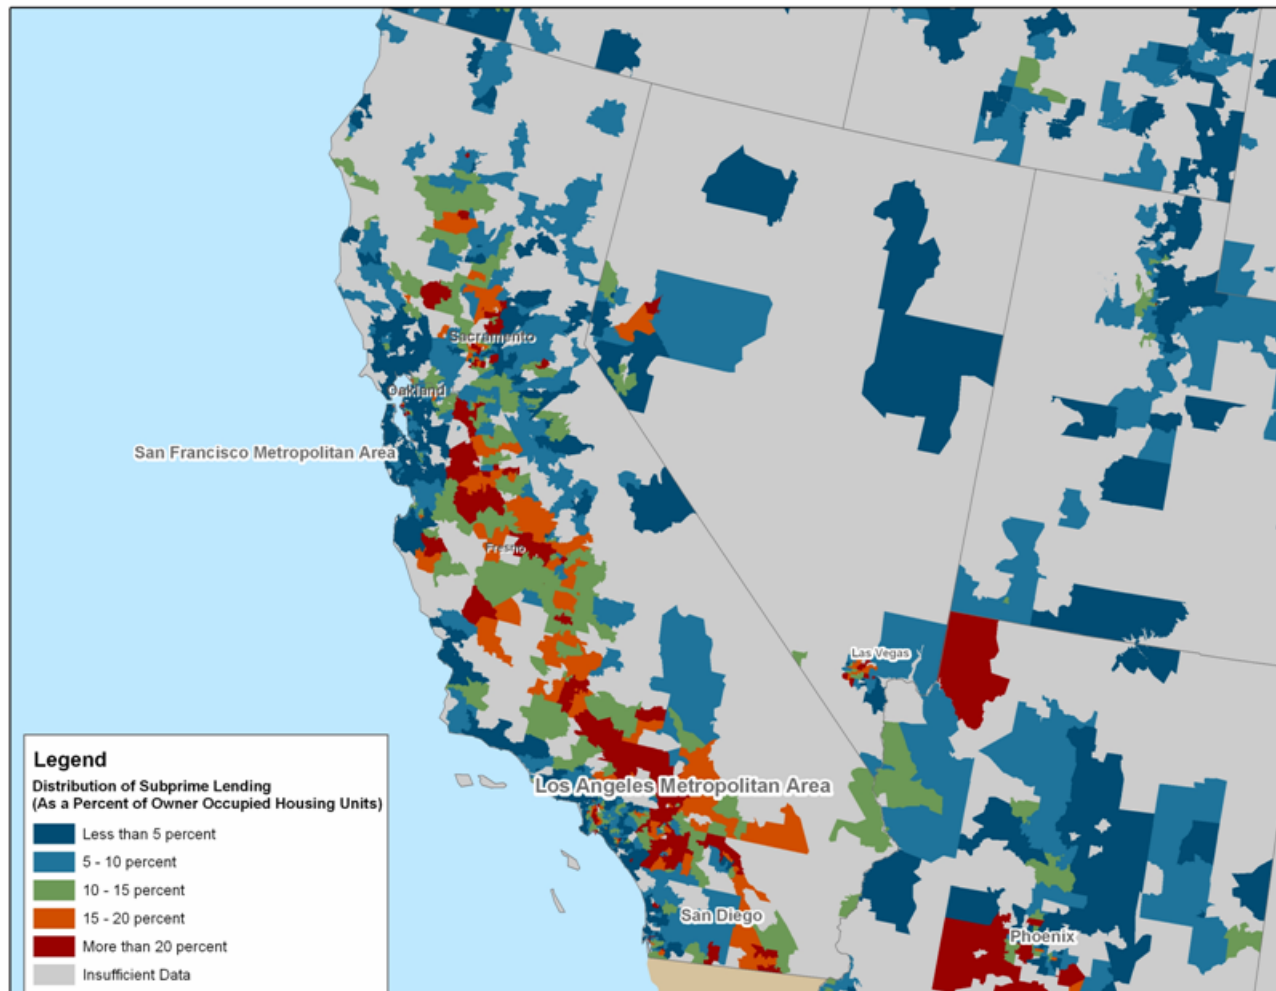 Sacramento
Oakland
San Francisco Metropolitan Area
Fresno
Las Vegas
Los Angeles Metropolitan Area
San Diego
Phoenix
Legend
Distribution of Subprime Lending
(As a Percent of Owner Occupied Housing Units)
Less than 5 percent
5 - 10 percent
10 - 15 percent
15 - 20 percent
More than 20 percent
Insufficient Data